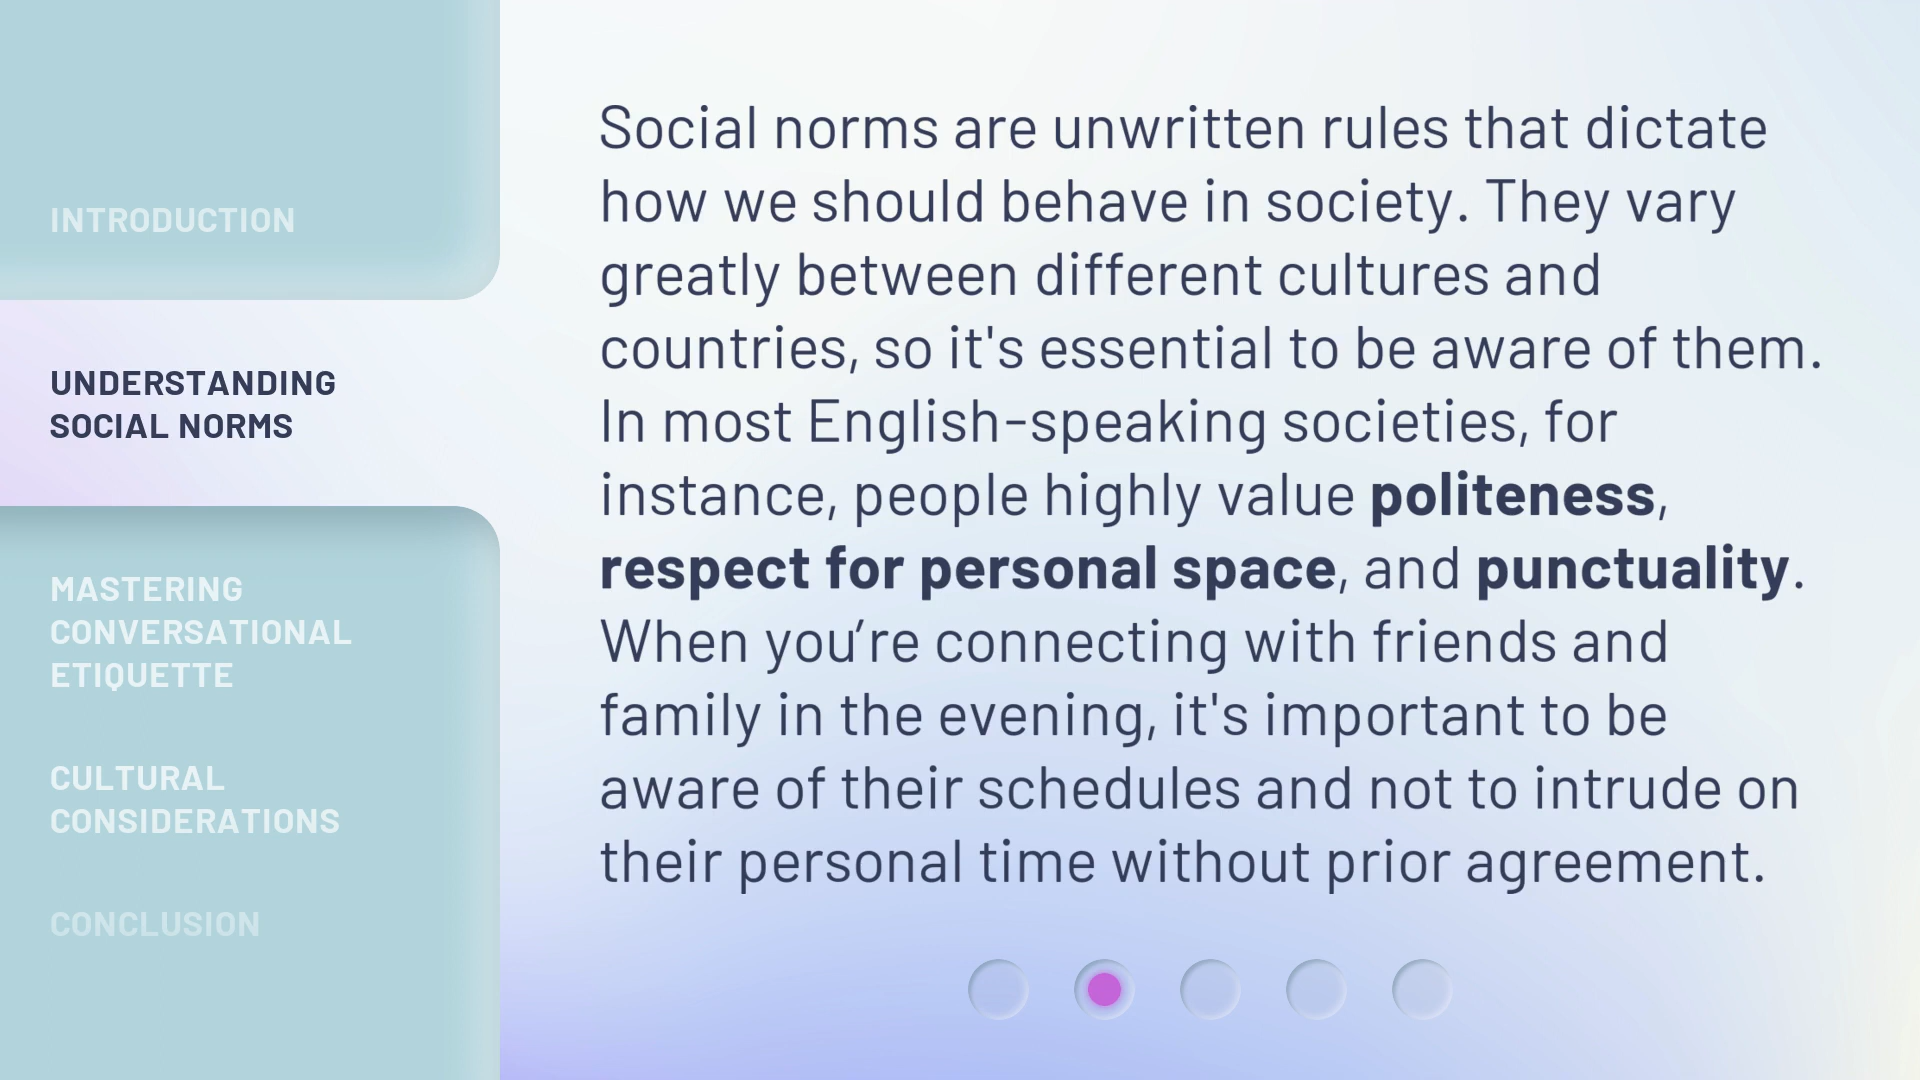 INTRODUCTION
UNDERSTANDING
SOCIAL NORMS
MASTERING
CONVERSATIONAL
ETIQUETTE
CULTURAL
CONSIDERATIONS
CONCLUSION
Social norms are unwritten rules that dictate
how we should behave in society. They vary
greatly between different cultures and
countries, so it's essential to be aware of them.
In most English-speaking societies, for
instance, people highly value politeness,
respect for personal space, and punctuality.
When you’re connecting with friends and
family in the evening, it's important to be
aware of their schedules and not to intrude on
their personal time without prior agreement.